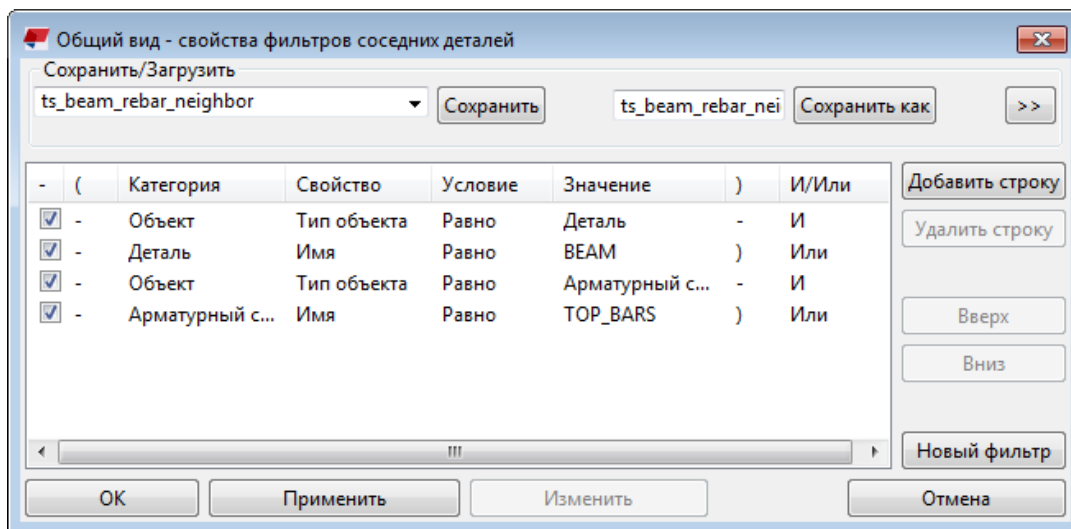 Общий вид - свойства фильтров соседних деталей
Сохранить/Загрузить
ts_beam_rebar_neighbor Сохранить ts_beam_rebar_nei Сохранить как >>
- ( Категория Свойство Условие Значение ) И/Или Добавить строку
- Объект Тип объекта Равно Деталь - И Удалить строку
- Деталь Имя Равно BEAM ) Или
- Объект Тип объекта Равно Арматурный с... - И
- Арматурный с... Имя Равно TOP_BARS ) Или Вверх
Вниз
Новый фильтр
OK Применить Изменить Отмена